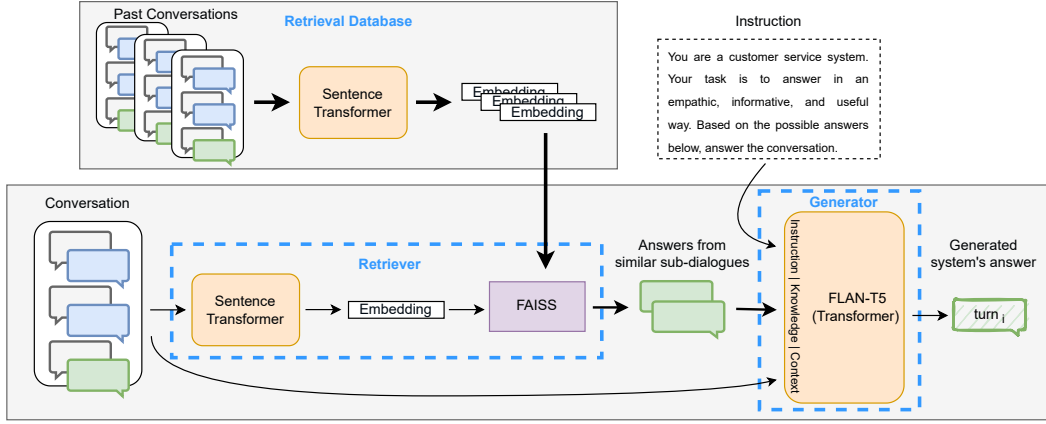 Past Conversations
Retrieval Database
Sentence
Transformer
Embedding
Embedding
Embedding
Instruction
You are a customer service system.
Your task is to answer in an
empathic, informative, and useful
way. Based on the possible answers
below, answer the conversation.
Conversation
Retriever
Sentence
Transformer
Embedding
FAISS
Answers from
similar sub-dialogues
Generator
Instruction | Knowledge | Context
FLAN-T5
(Transformer)
Generated
system's answer
turn i